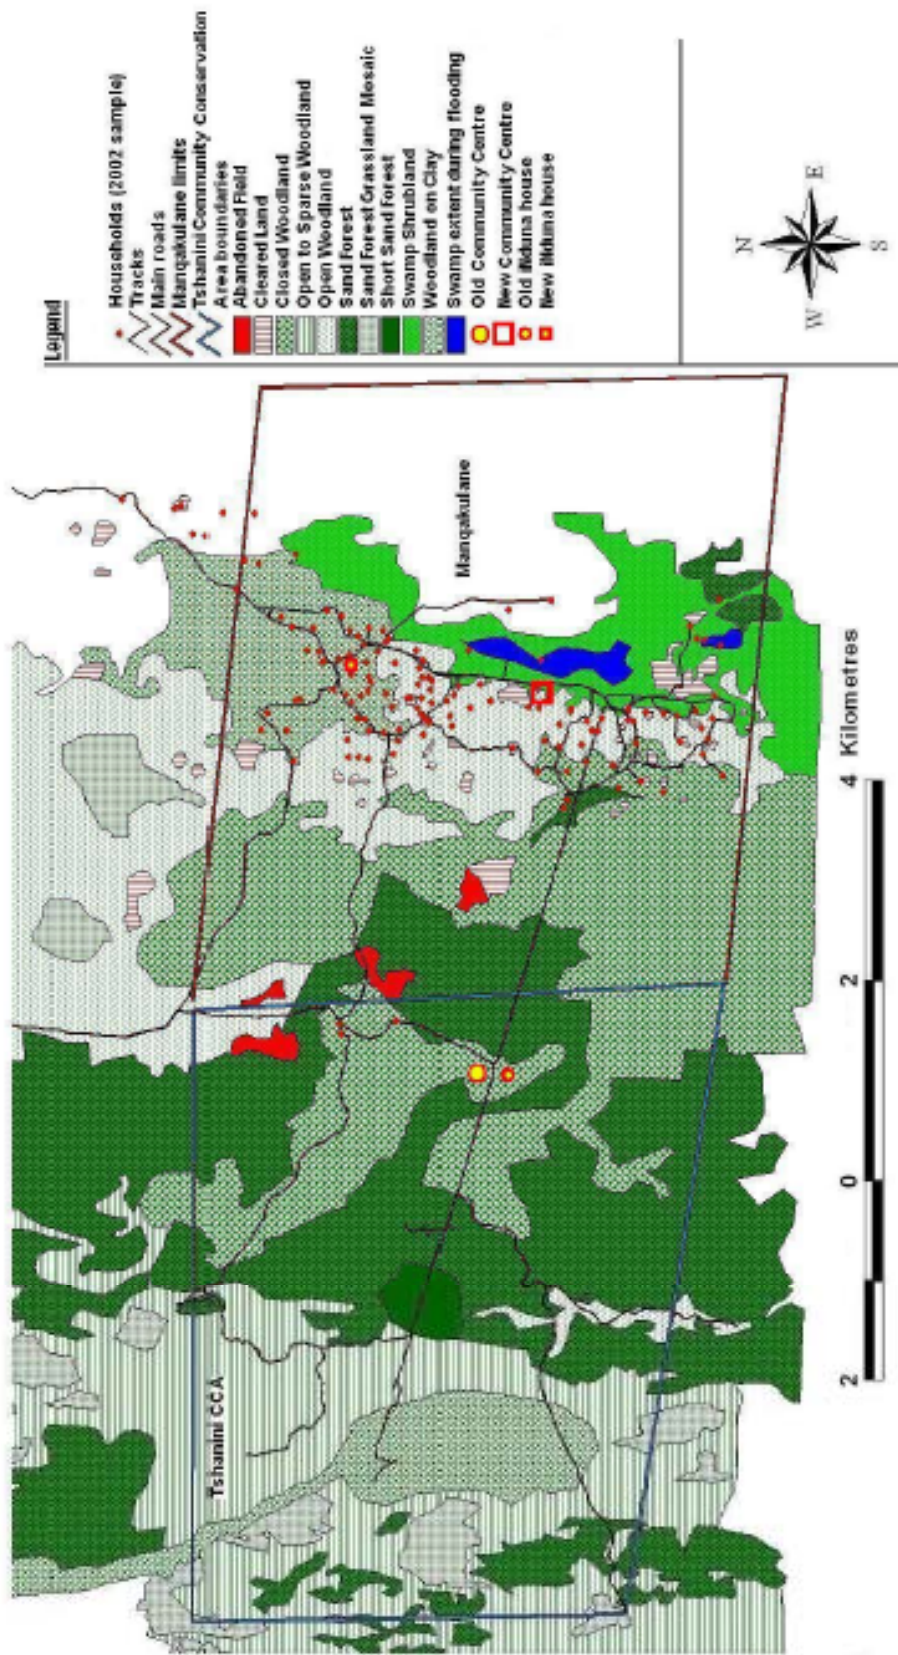 Legend
Households (2002 sample)
Tracks
Main roads
Manqakulane limits
Tshanini Community Conservation
Area boundaries
Abandoned Field
Cleared Land
Closed Woodland
Open to Sparse Woodland
Open Woodland
Sand Forest
Sand Forest Grassland Mosaic
Short Sand Forest
Swamp Shrubland
Woodland on Clay
Swamp extent during flooding
Old Community Centre
New Community Centre
Old INduna house
New INduna house
N
W
E
S
Manqakulane
Tshanini CCA
2
0
2
4
Kilometres